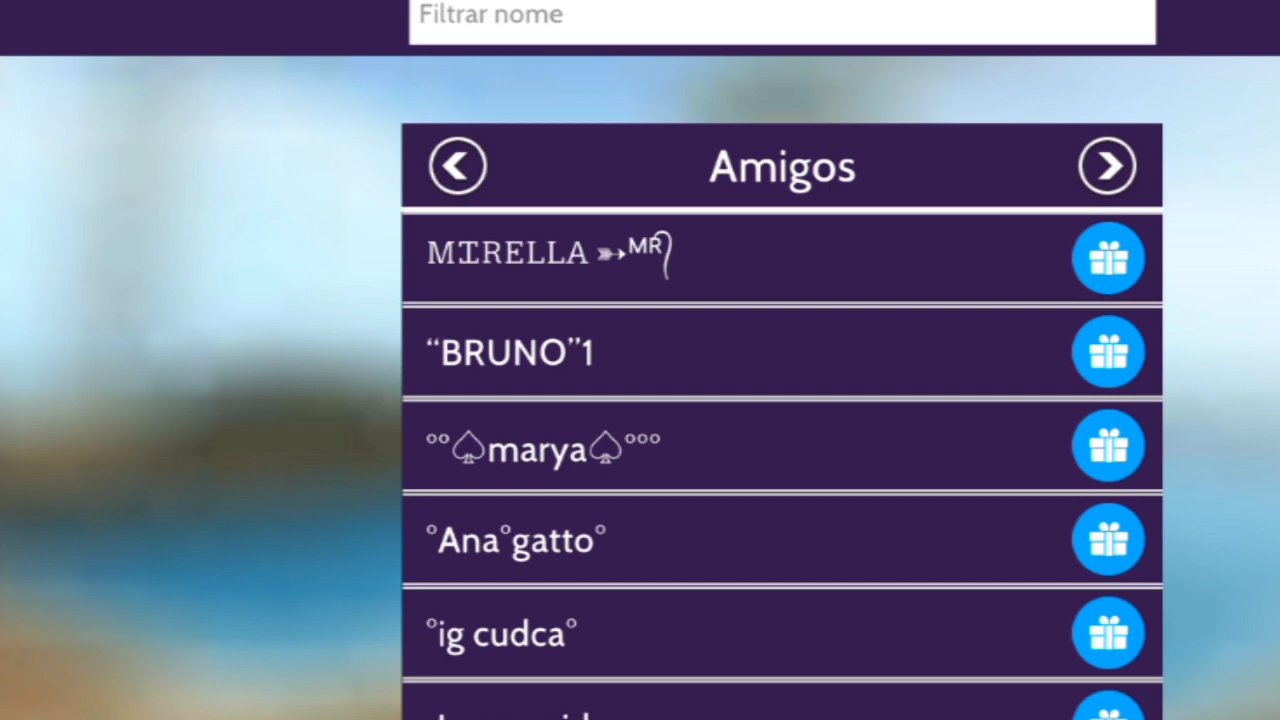 Filtrar nome
Amigos
MIRELLA ➳ᴹᴿ᭄
“BRUNO”1
°°♤marya♤°°°
°Ana°gatto°
°ig cudca°